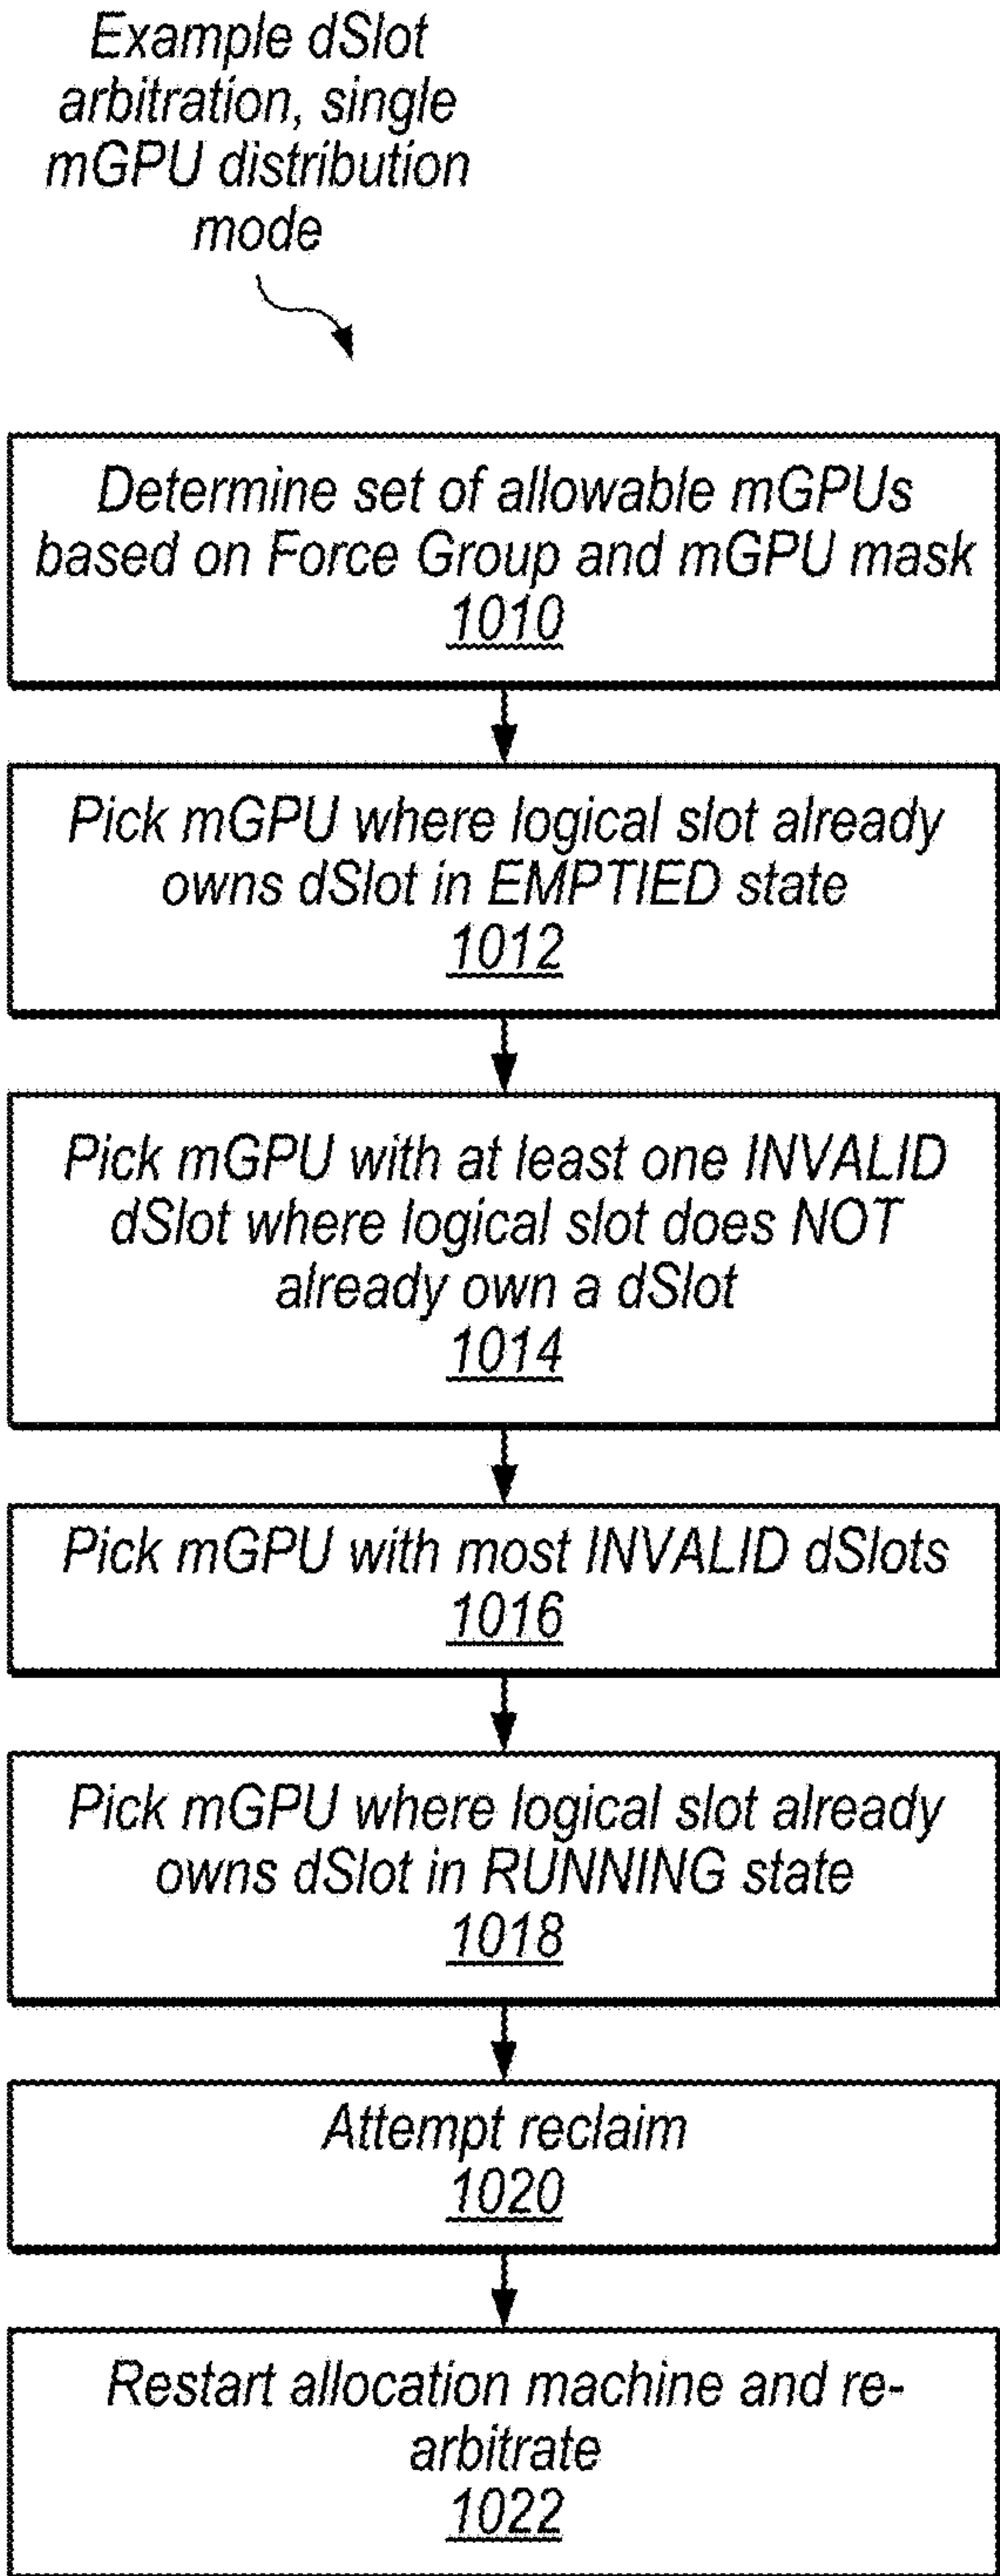 Example dSlot
arbitration, single
mGPU distribution
mode
Determine set of allowable mGPUs
based on Force Group and mGPU mask
1010
Pick mGPU where logical slot already
owns dSlot in EMPTIED state
1012
Pick mGPU with at least one INVALID
dSlot where logical slot does NOT
already own a dSlot
1014
Pick mGPU with most INVALID dSlots
1016
Pick mGPU where logical slot already
owns dSlot in RUNNING state
1018
Attempt reclaim
1020
Restart allocation machine and re-
arbitrate
1022